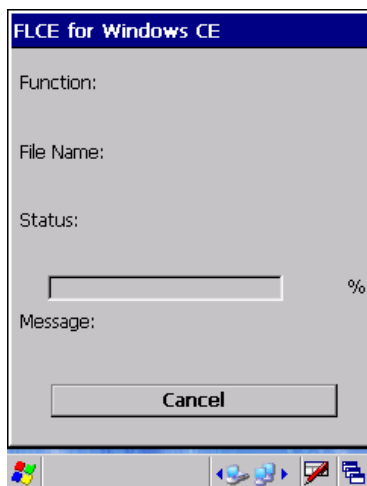 FLCE for Windows CE
Function:
File Name:
Status:
%
Message:
Cancel